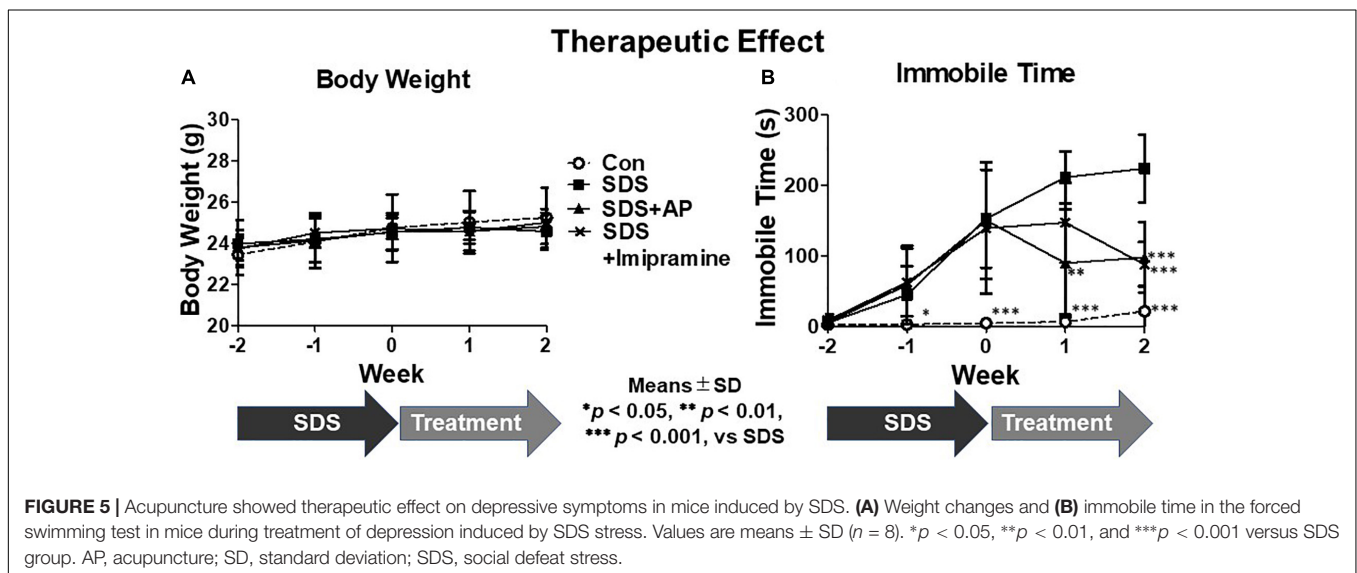 Therapeutic Effect
A
Body Weight
Body Weight (g)
30
28
26
24
22
20
-2
-1
0
1
2
Week
Con
SDS
SDS+AP
SDS
+Imipramine
B
Immobile Time
Immobile Time (s)
300
200
100
0
*
***
**
***
***
***
***
-2
-1
0
1
2
Week
SDS
Treatment
Means ± SD
*p < 0.05, ** p < 0.01,
*** p < 0.001, vs SDS
SDS
Treatment
FIGURE 5 | Acupuncture showed therapeutic effect on depressive symptoms in mice induced by SDS. (A) Weight changes and (B) immobile time in the forced
swimming test in mice during treatment of depression induced by SDS stress. Values are means ± SD (n = 8). *p < 0.05, **p < 0.01, and ***p < 0.001 versus SDS
group. AP, acupuncture; SD, standard deviation; SDS, social defeat stress.